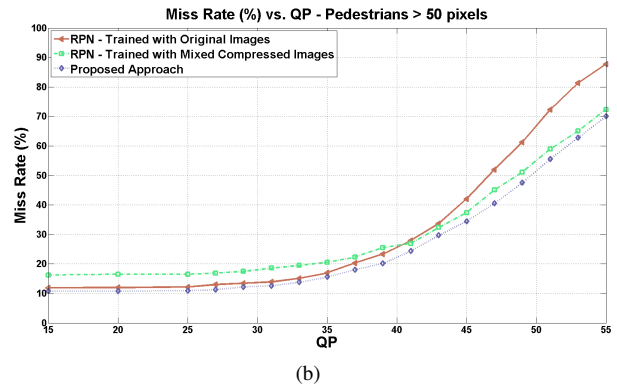 Miss Rate (%) vs. QP - Pedestrians > 50 pixels
RPN - Trained with Original Images
RPN - Trained with Mixed Compressed Images
Proposed Approach
Miss Rate (%)
100
90
80
70
60
50
40
30
20
10
0
15 20 25 30 35 40 45 50 55
QP
(b)